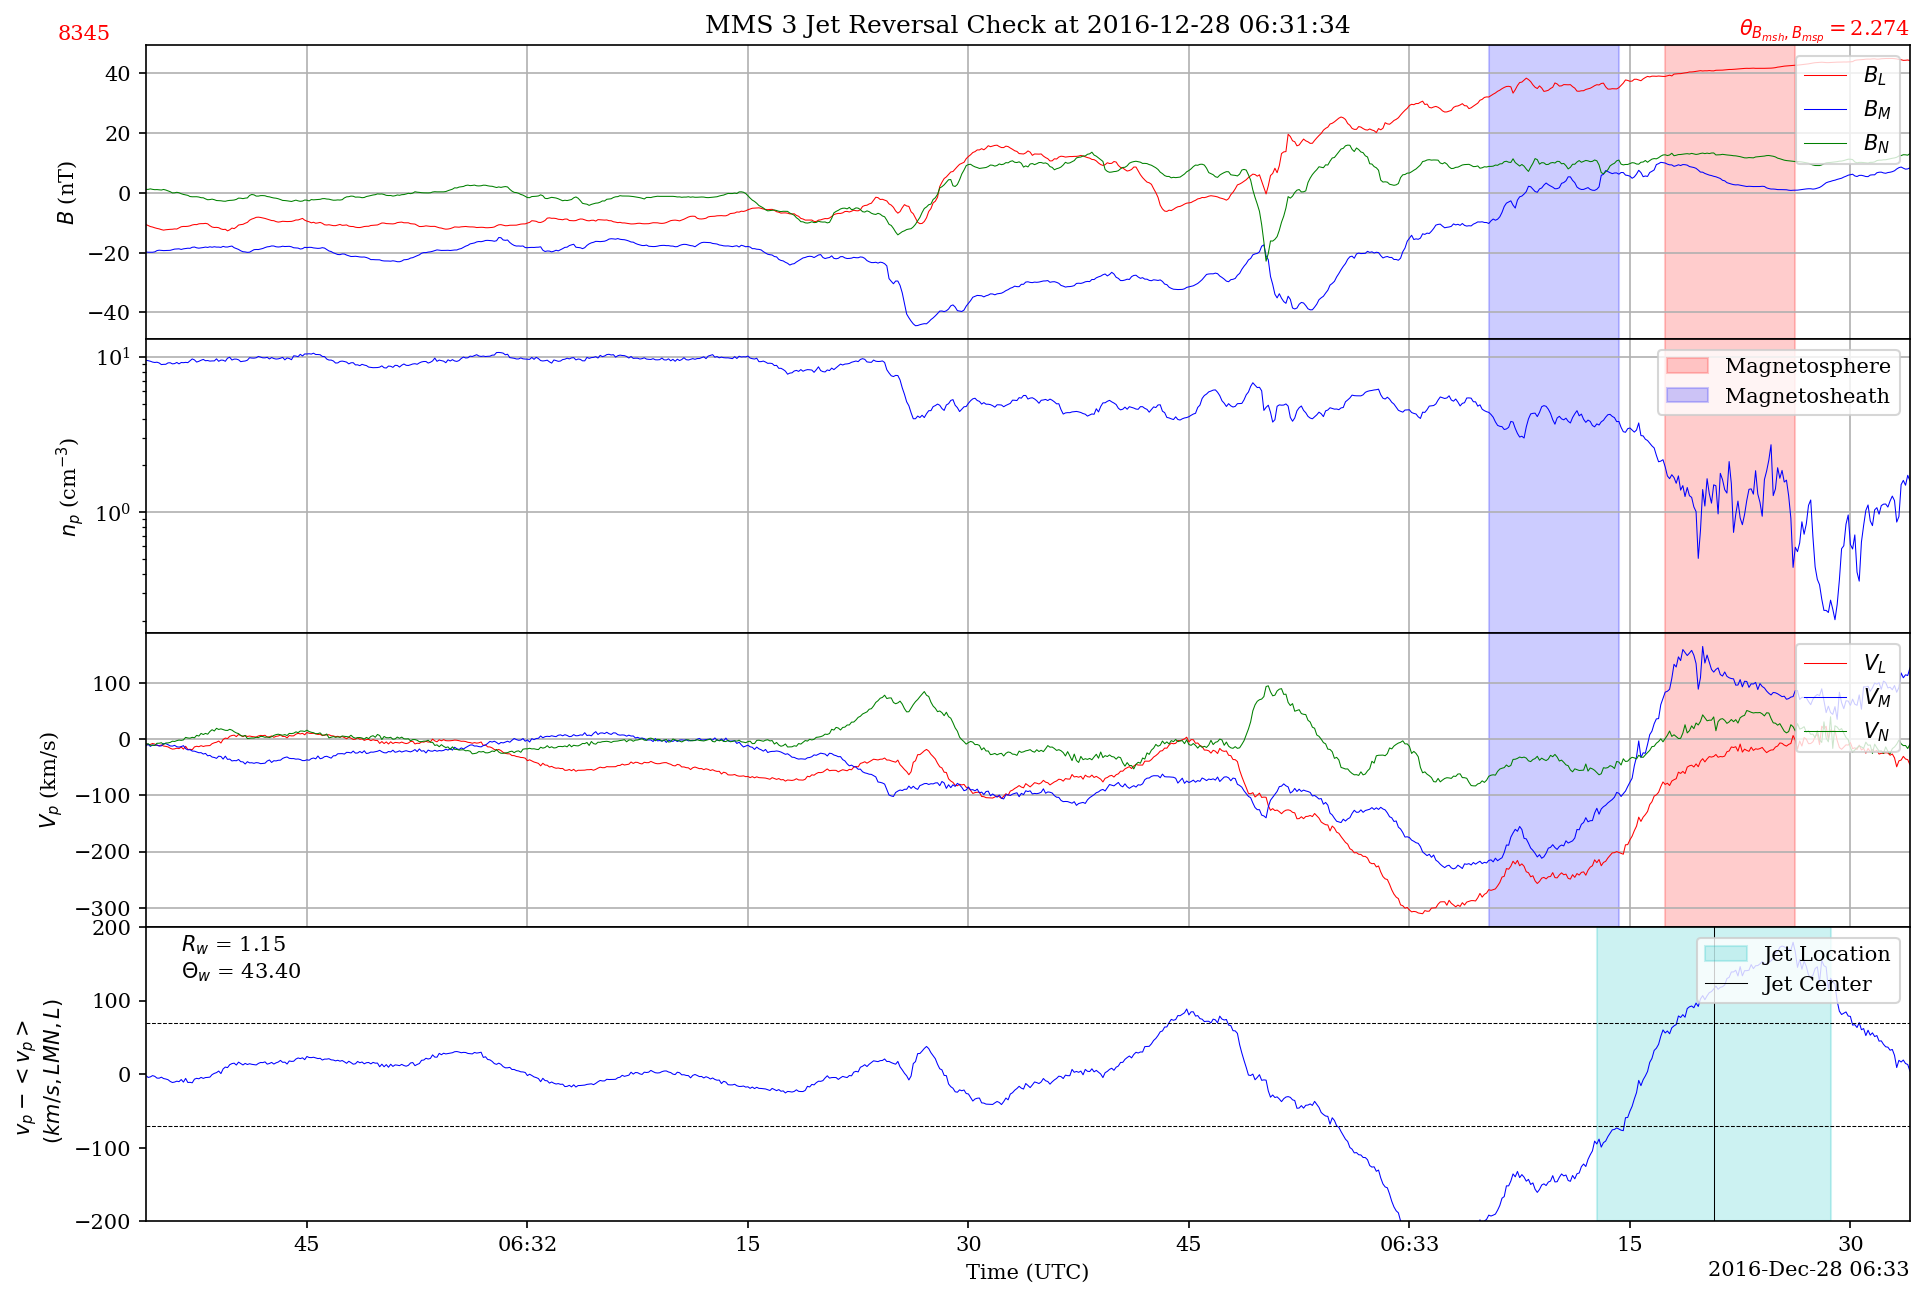 8345
MMS 3 Jet Reversal Check at 2016-12-28 06:31:34
θ_{B_{msh}, B_{msp}} = 2.274
40
20
0
−20
−40
B (nT)
B_L
B_M
B_N
10^1
10^0
n_p (cm^{−3})
Magnetosphere
Magnetosheath
100
0
−100
−200
−300
V_p (km/s)
V_L
V_M
V_N
200
100
0
−100
−200
v_p − <v_p>
(km/s, LMN, L)
R_w = 1.15
Θ_w = 43.40
Jet Location
Jet Center
45
06:32
15
30
45
06:33
15
30
Time (UTC)
2016-Dec-28 06:33